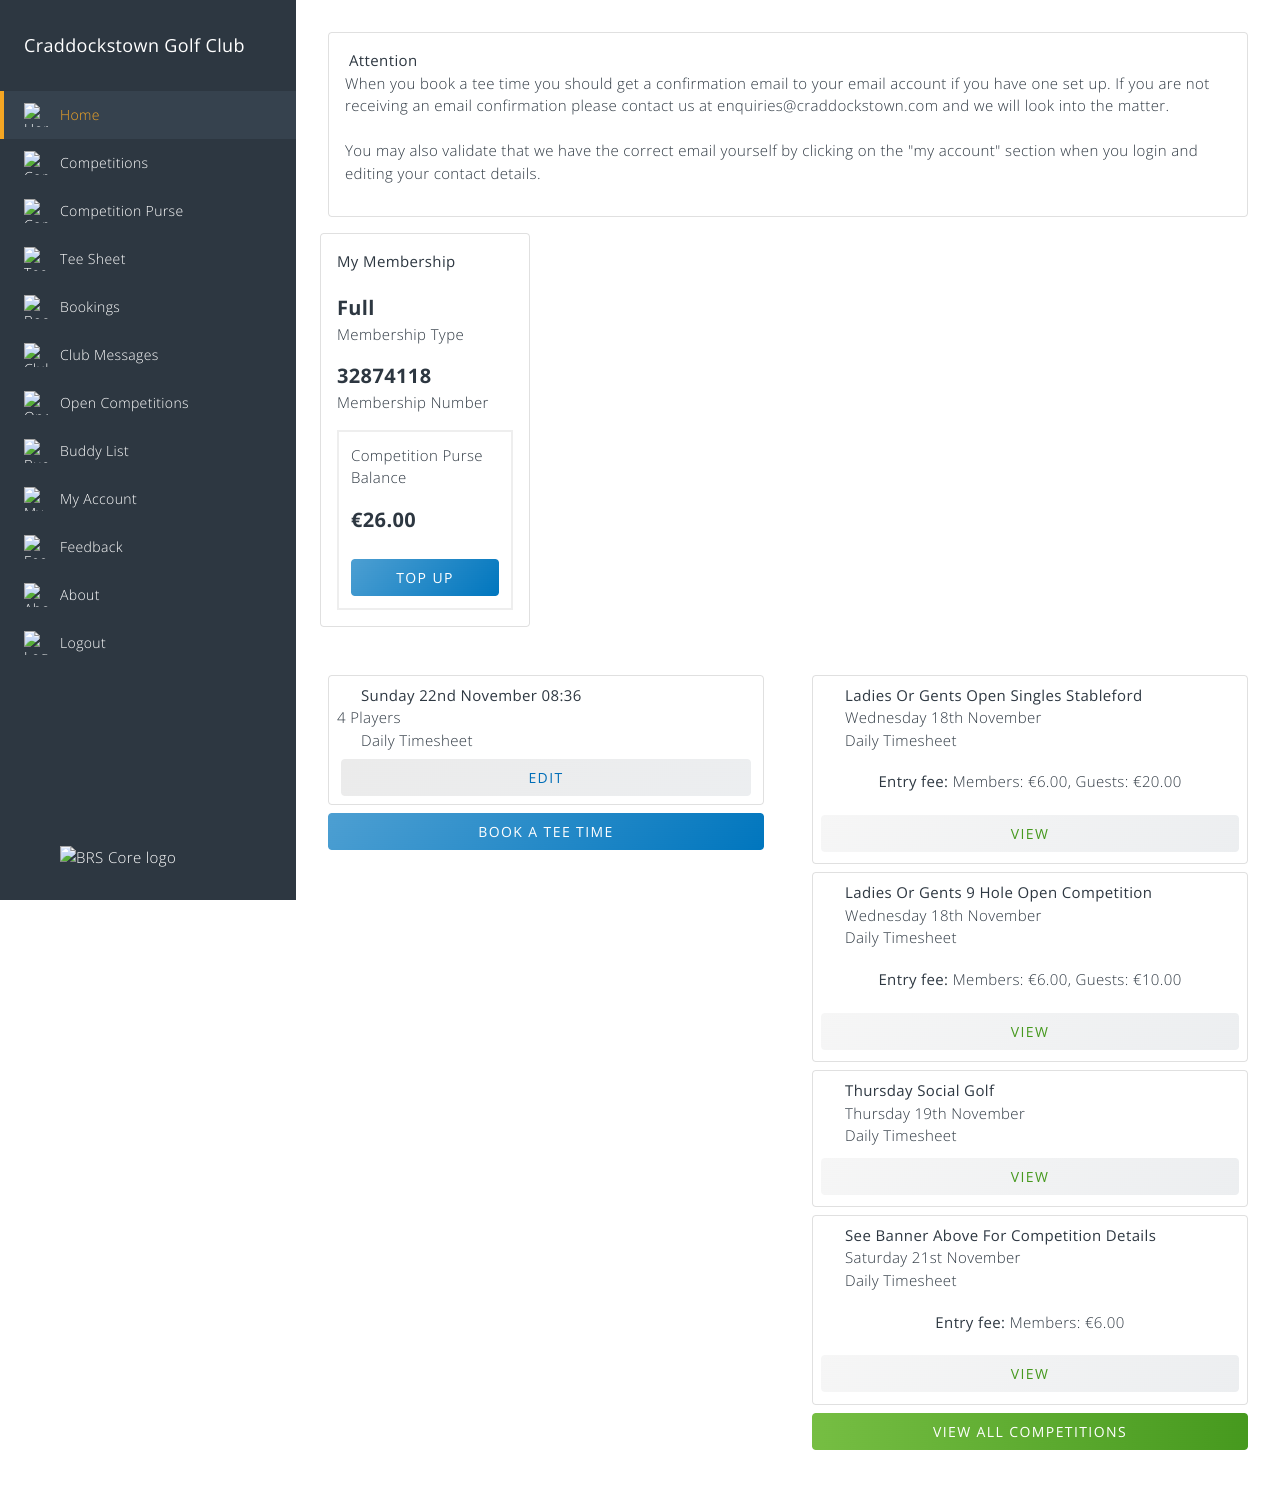 Craddockstown Golf Club
Home
Competitions
Competition Purse
Tee Sheet
Bookings
Club Messages
Open Competitions
Buddy List
My Account
Feedback
About
Logout
BRS Core logo
Attention
When you book a tee time you should get a confirmation email to your email account if you have one set up. If you are not
receiving an email confirmation please contact us at enquiries@craddockstown.com and we will look into the matter.
You may also validate that we have the correct email yourself by clicking on the "my account" section when you login and
editing your contact details.
My Membership
Full
Membership Type
32874118
Membership Number
Competition Purse
Balance
€26.00
TOP UP
Sunday 22nd November 08:36
4 Players
Daily Timesheet
EDIT
BOOK A TEE TIME
Ladies Or Gents Open Singles Stableford
Wednesday 18th November
Daily Timesheet
Entry fee: Members: €6.00, Guests: €20.00
VIEW
Ladies Or Gents 9 Hole Open Competition
Wednesday 18th November
Daily Timesheet
Entry fee: Members: €6.00, Guests: €10.00
VIEW
Thursday Social Golf
Thursday 19th November
Daily Timesheet
VIEW
See Banner Above For Competition Details
Saturday 21st November
Daily Timesheet
Entry fee: Members: €6.00
VIEW
VIEW ALL COMPETITIONS